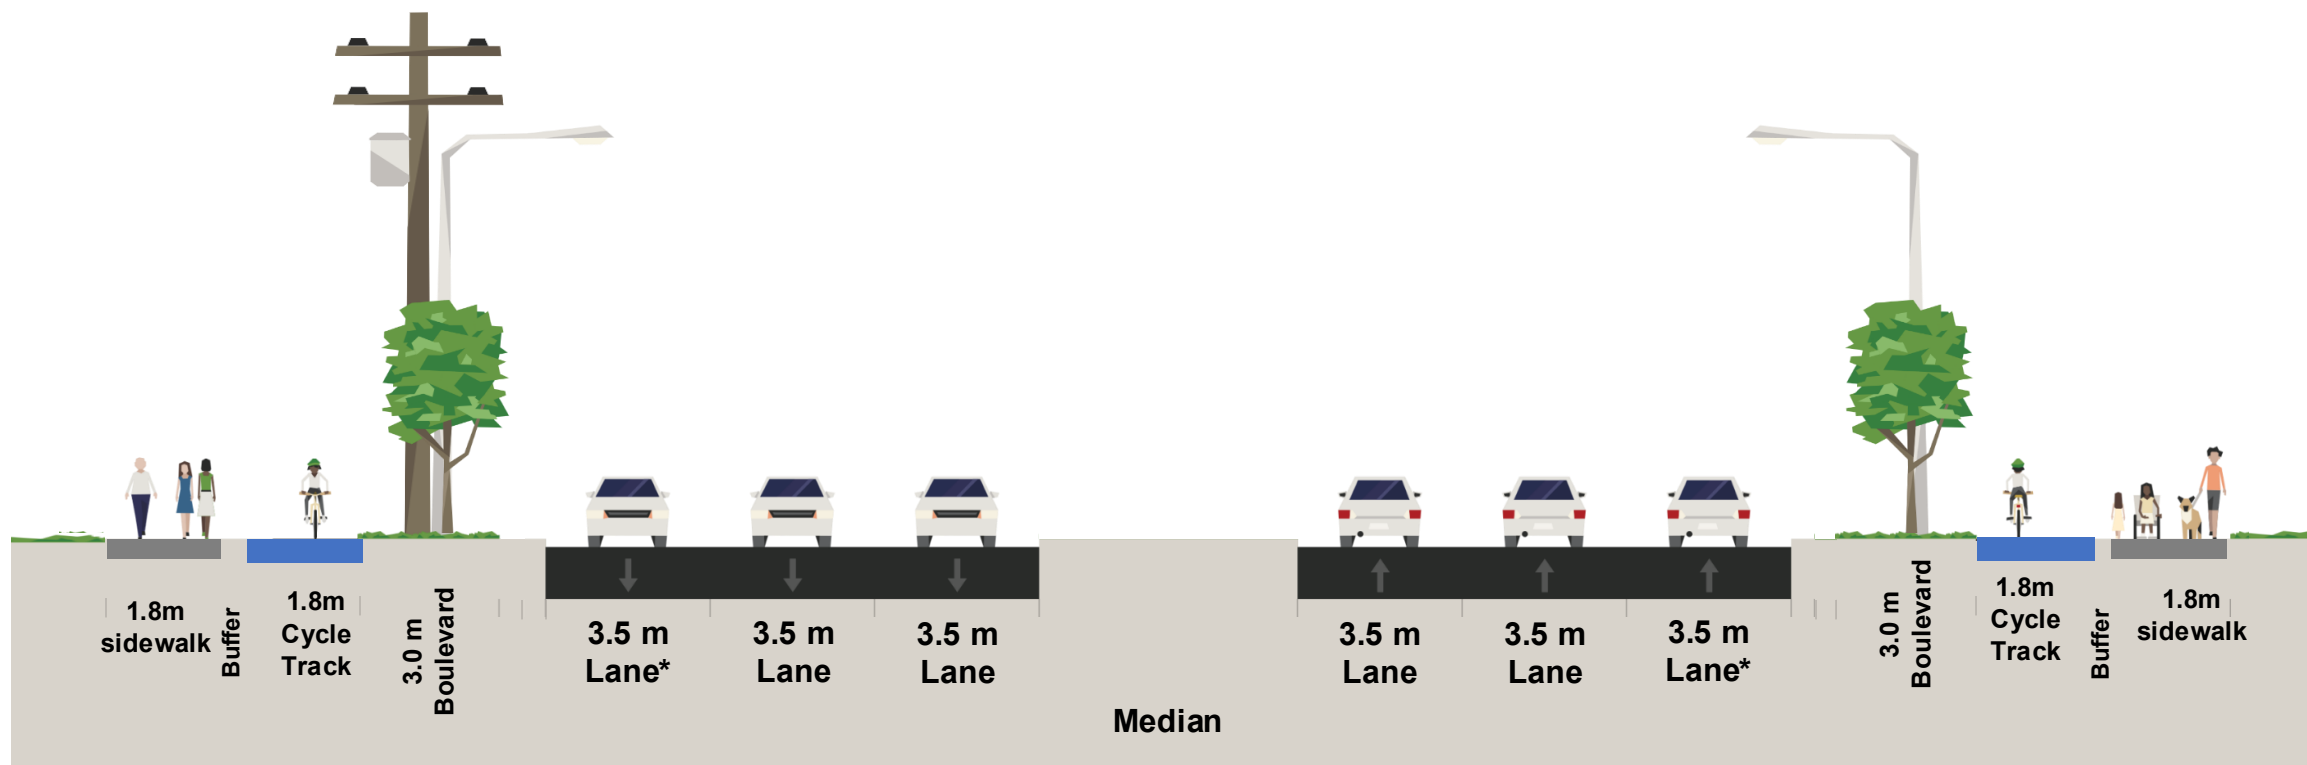 1.8m
sidewalk
Buffer
1.8m
Cycle
Track
3.0 m
Boulevard
3.5 m
Lane*
3.5 m
Lane
3.5 m
Lane
Median
3.5 m
Lane
3.5 m
Lane
3.5 m
Lane*
3.0 m
Boulevard
1.8m
Cycle
Track
Buffer
1.8m
sidewalk